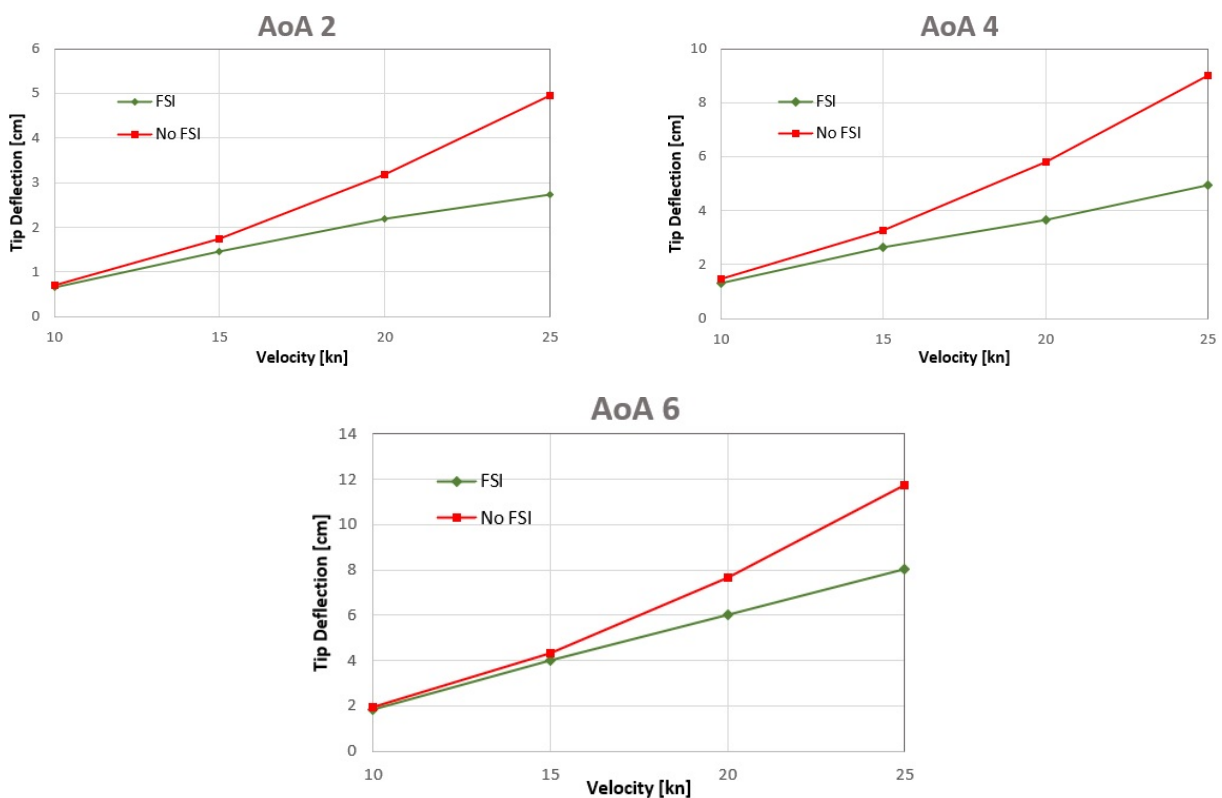 AoA 2
6
5
4
3
2
1
0
Tip Deflection [cm]
FSI
No FSI
10 15 20 25
Velocity [kn]
AoA 4
10
8
6
4
2
0
Tip Deflection [cm]
FSI
No FSI
10 15 20 25
Velocity [kn]
AoA 6
14
12
10
8
6
4
2
0
Tip Deflection [cm]
FSI
No FSI
10 15 20 25
Velocity [kn]